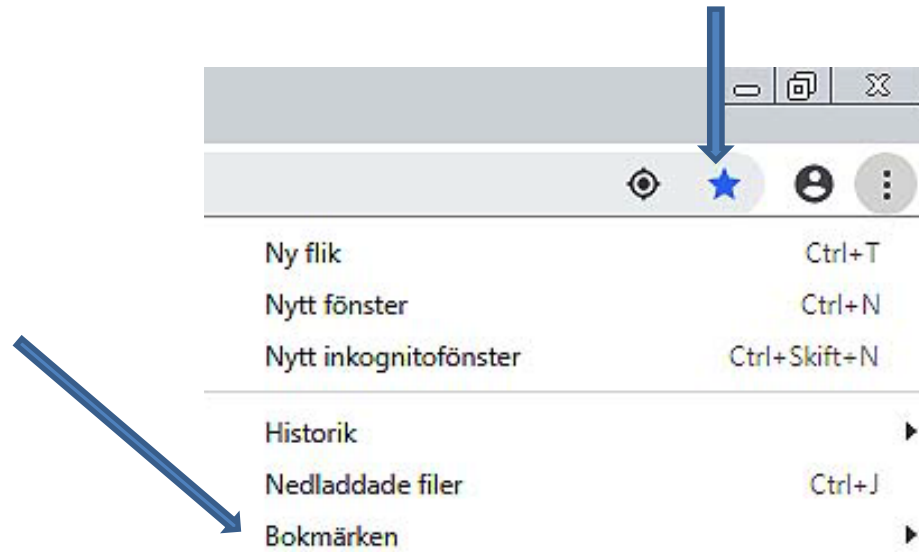 Ny flik Ctrl+T
Nytt fönster Ctrl+N
Nytt inkognitofönster Ctrl+Skift+N
Historik
Nedladdade filer Ctrl+J
Bokmärken